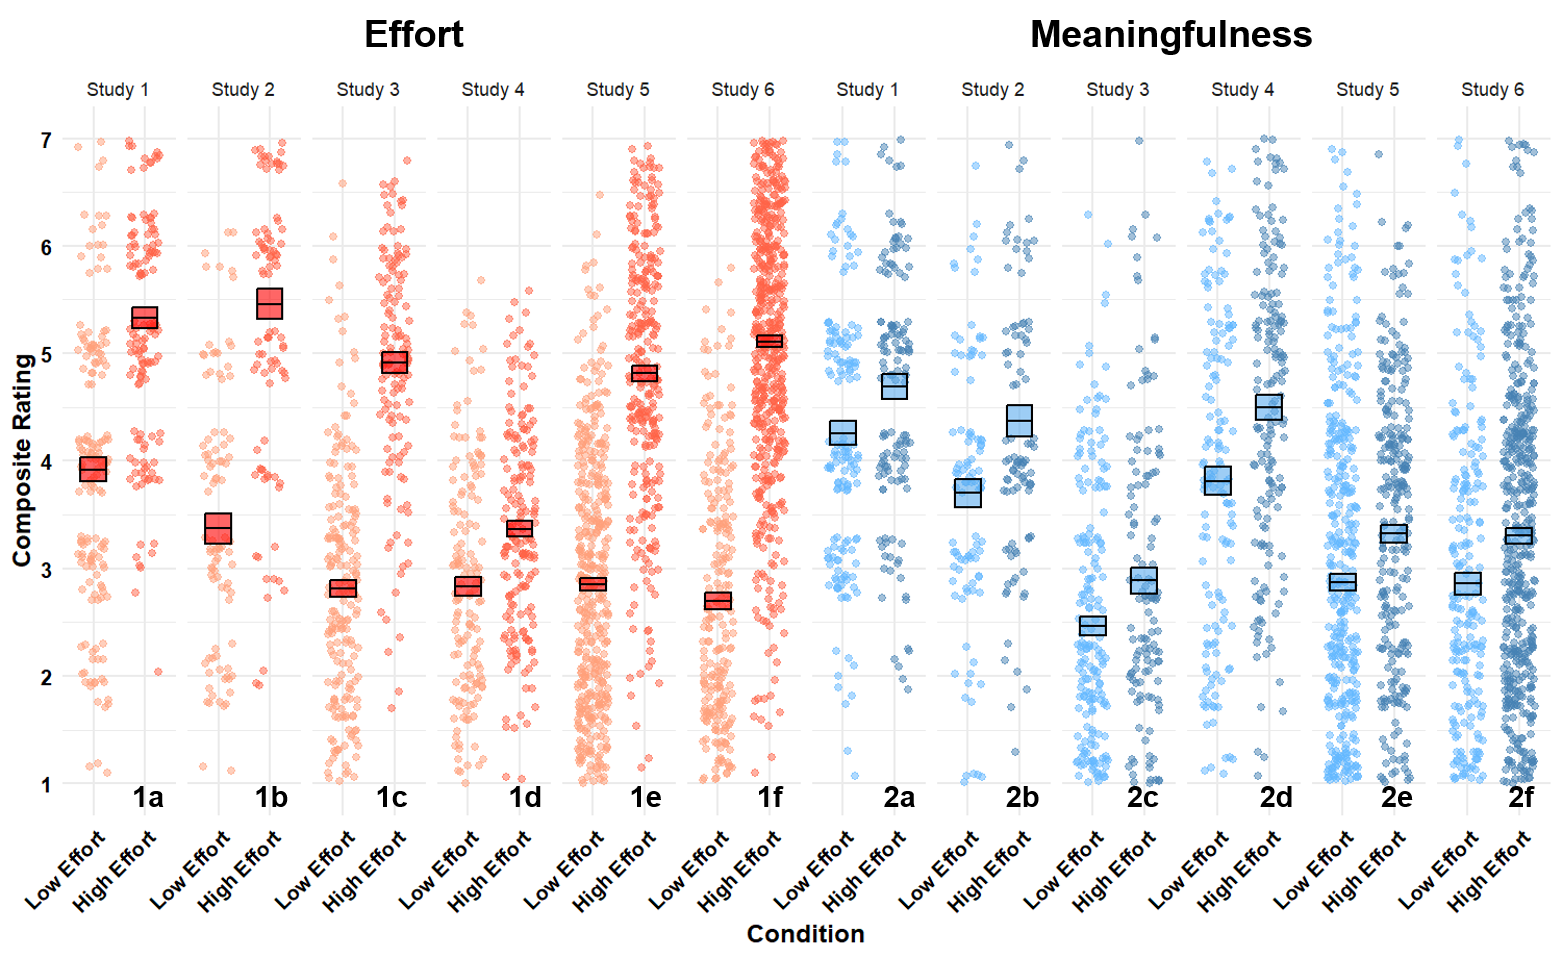 Effort Meaningfulness
Study 1 Study 2 Study 3 Study 4 Study 5 Study 6 Study 1 Study 2 Study 3 Study 4 Study 5 Study 6
7
6
5
4
3
2
1
Composite Rating
1a 1b 1c 1d 1e 1f 2a 2b 2c 2d 2e 2f
Low Effort High Effort Low Effort High Effort Low Effort High Effort Low Effort High Effort Low Effort High Effort Low Effort High Effort Low Effort High Effort Low Effort High Effort Low Effort High Effort Low Effort High Effort Low Effort High Effort Low Effort High Effort
Condition